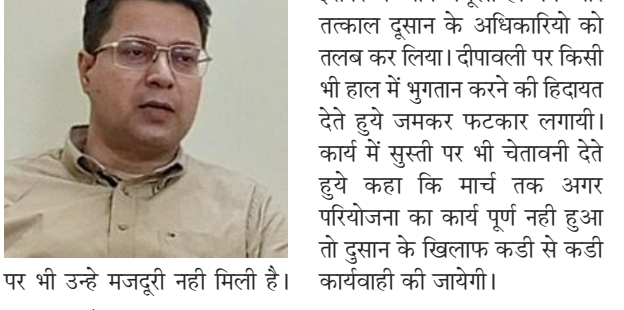 पर भी उन्हे मजदूरी नही मिली है।
तत्काल दूसान के अधिकारियो को
तलब कर लिया। दीपावली पर किसी
भी हाल में भुगतान करने की हिदायत
देते हुये जमकर फटकार लगायी।
कार्य में सुस्ती पर भी चेतावनी देते
हुये कहा कि मार्च तक अगर
परियोजना का कार्य पूर्ण नही हुआ
तो दुसान के खिलाफ कडी से कडी
कार्यवाही की जायेगी।